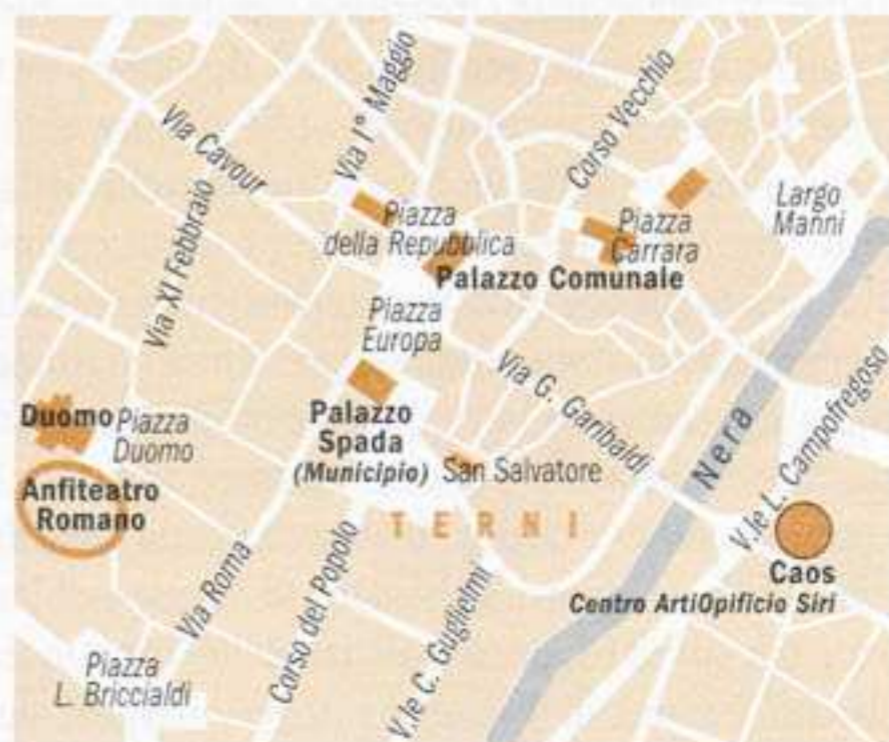 Via Cavour
Via 1° Maggio
Corso Vecchio
Via XI Febbraio
Piazza
della Repubblica
Piazza
Carrara
Largo
Manni
Palazzo Comunale
Piazza
Europa
Via G. Garibaldi
Duomo
Piazza
Duomo
Palazzo
Spada
(Municipio)
San Salvatore
Nera
V.le L. Campofregoso
Anfiteatro
Romano
TERNI
Caos
Centro ArtiOpificio Siri
Via Roma
Corso del Popolo
V.le C. Guglielmi
Piazza
L. Briccialdi